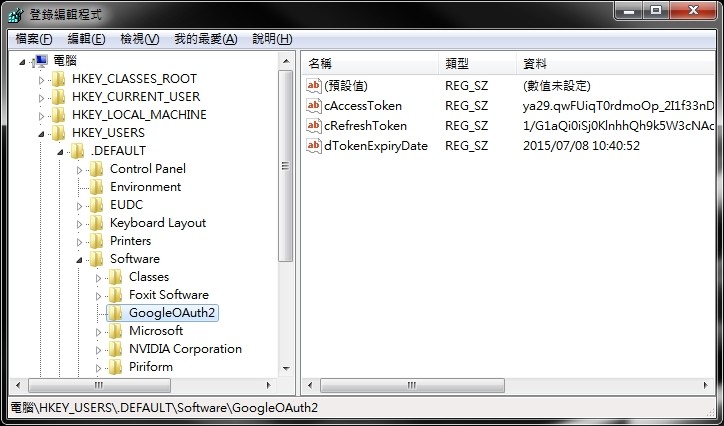 登錄編輯程式
檔案(F) 編輯(E) 檢視(V) 我的最愛(A) 說明(H)
電腦
HKEY_CLASSES_ROOT
HKEY_CURRENT_USER
HKEY_LOCAL_MACHINE
HKEY_USERS
.DEFAULT
Control Panel
Environment
EUDC
Keyboard Layout
Printers
Software
Classes
Foxit Software
GoogleOAuth2
Microsoft
NVIDIA Corporation
Piriform
名稱 類型 資料
(預設值) REG_SZ (數值未設定)
cAccessToken REG_SZ ya29.qwFUiqT0rdmoOp_2I1f33nD
cRefreshToken REG_SZ 1/G1aQi0iSj0KlnhhQh9k5W3cNAc
dTokenExpiryDate REG_SZ 2015/07/08 10:40:52
電腦\HKEY_USERS\.DEFAULT\Software\GoogleOAuth2